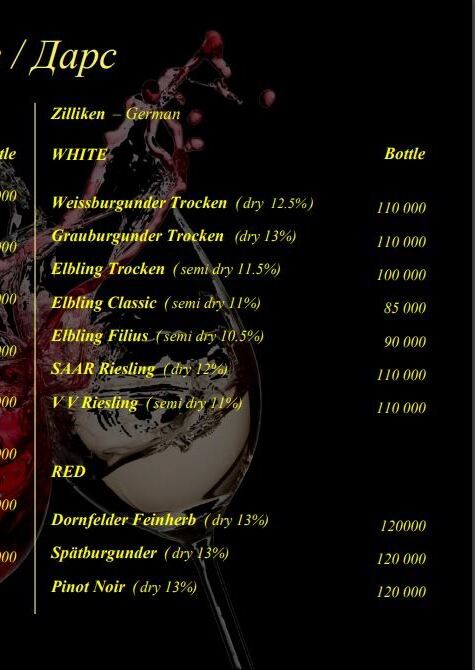 / Дарс
Zilliken – German
WHITE Bottle
Weissburgunder Trocken (dry 12.5%) 110 000
Grauburgunder Trocken (dry 13%) 110 000
Elbling Trocken (semi dry 11.5%) 100 000
Elbling Classic (semi dry 11%) 85 000
Elbling Filius (semi dry 10.5%) 90 000
SAAR Riesling (dry 12%) 110 000
V V Riesling (semi dry 11%) 110 000
RED
Dornfelder Feinherb (dry 13%) 120000
Spätburgunder (dry 13%) 120 000
Pinot Noir (dry 13%) 120 000